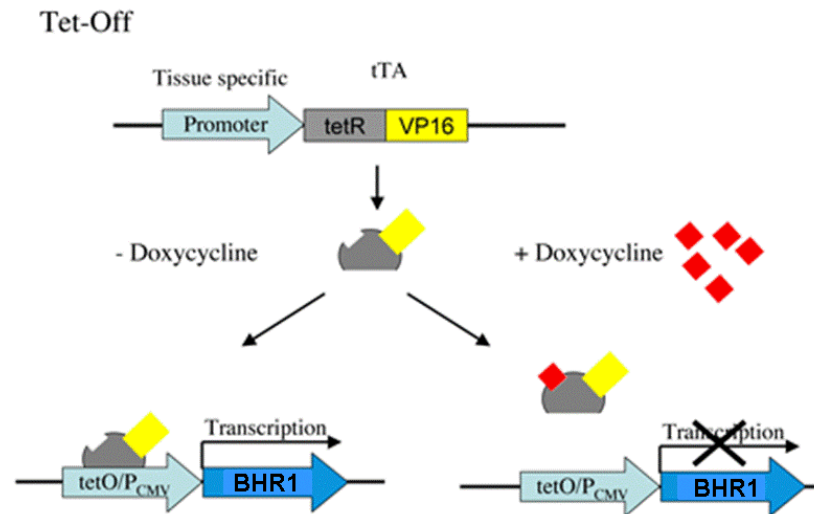 Tet-Off
Tissue specific
tTA
Promoter
tetR
VP16
- Doxycycline
+ Doxycycline
Transcription
tetO/PCMV
BHR1
Transcription
tetO/PCMV
BHR1